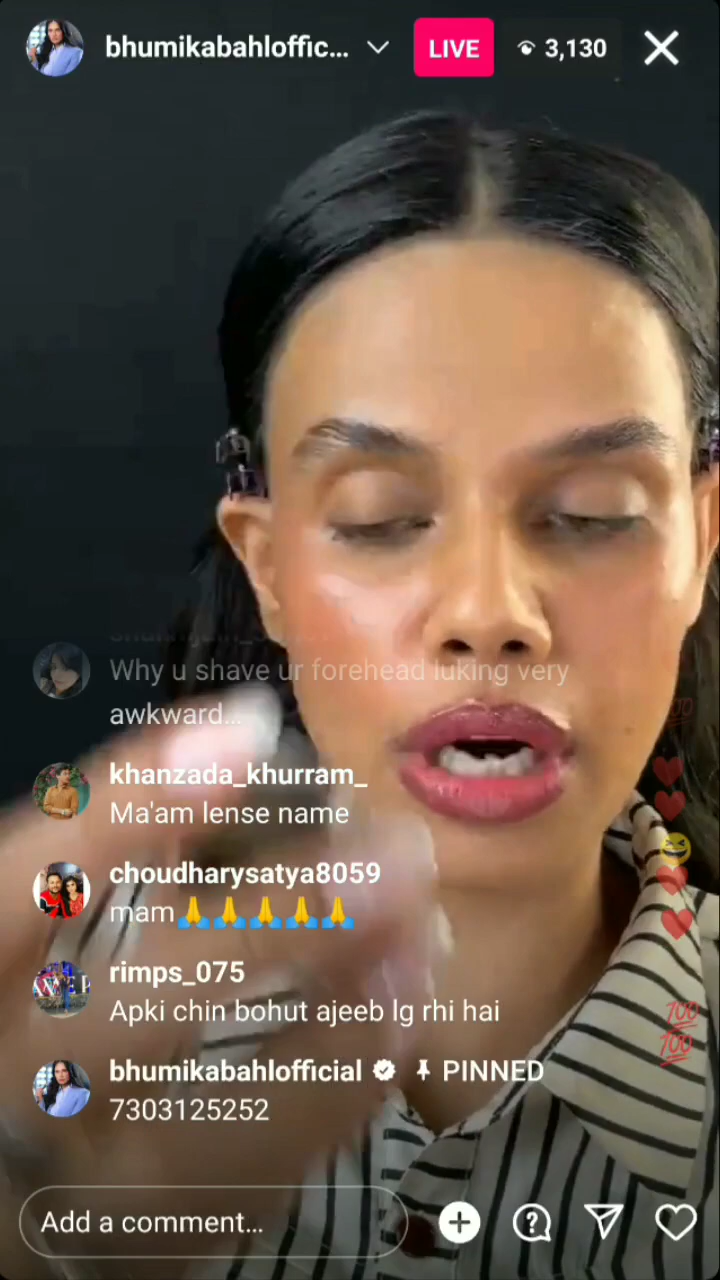 bhumikabahloffic...
LIVE
3,130
Why u shave ur forehead luking very
awkward...
khanzada_khurram_
Ma'am lense name
choudharysatya8059
mam🙏🙏🙏🙏🙏
rimps_075
Apki chin bohut ajeeb lg rhi hai
bhumikabahlofficial PINNED
7303125252
Add a comment...